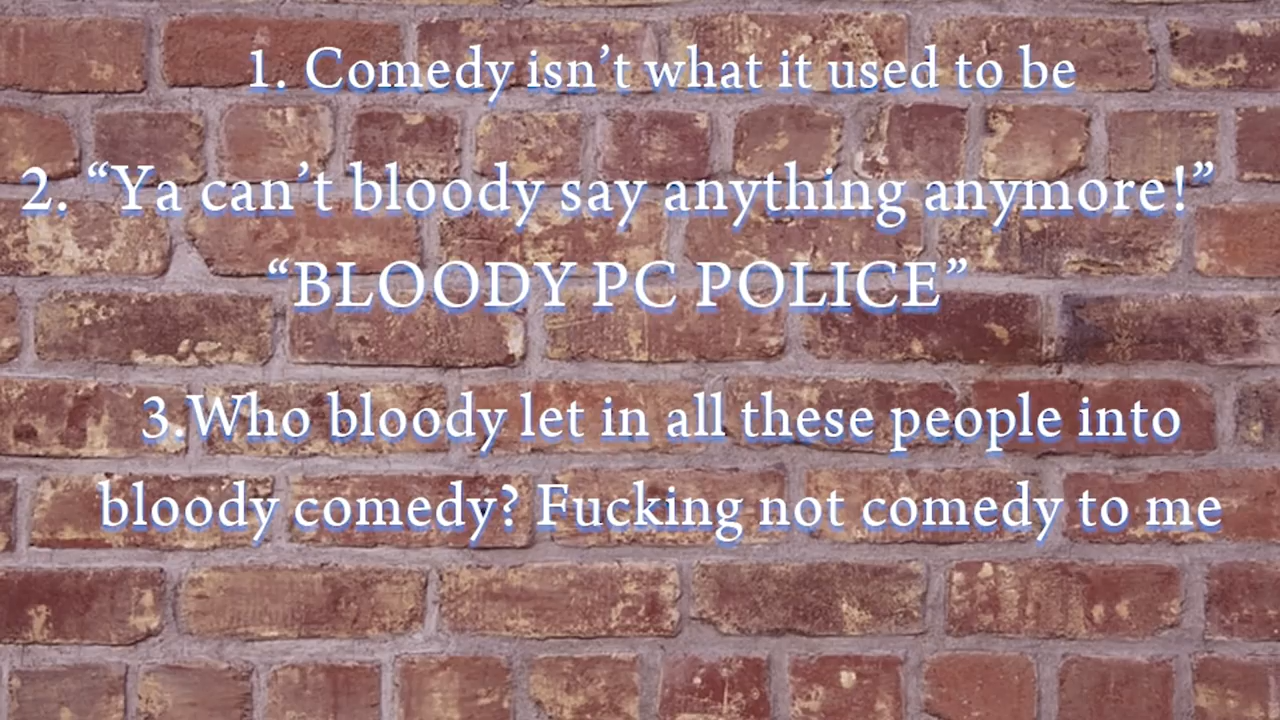 1. Comedy isn’t what it used to be
2. “Ya can’t bloody say anything anymore!”
“BLOODY PC POLICE”
3.Who bloody let in all these people into
bloody comedy? Fucking not comedy to me